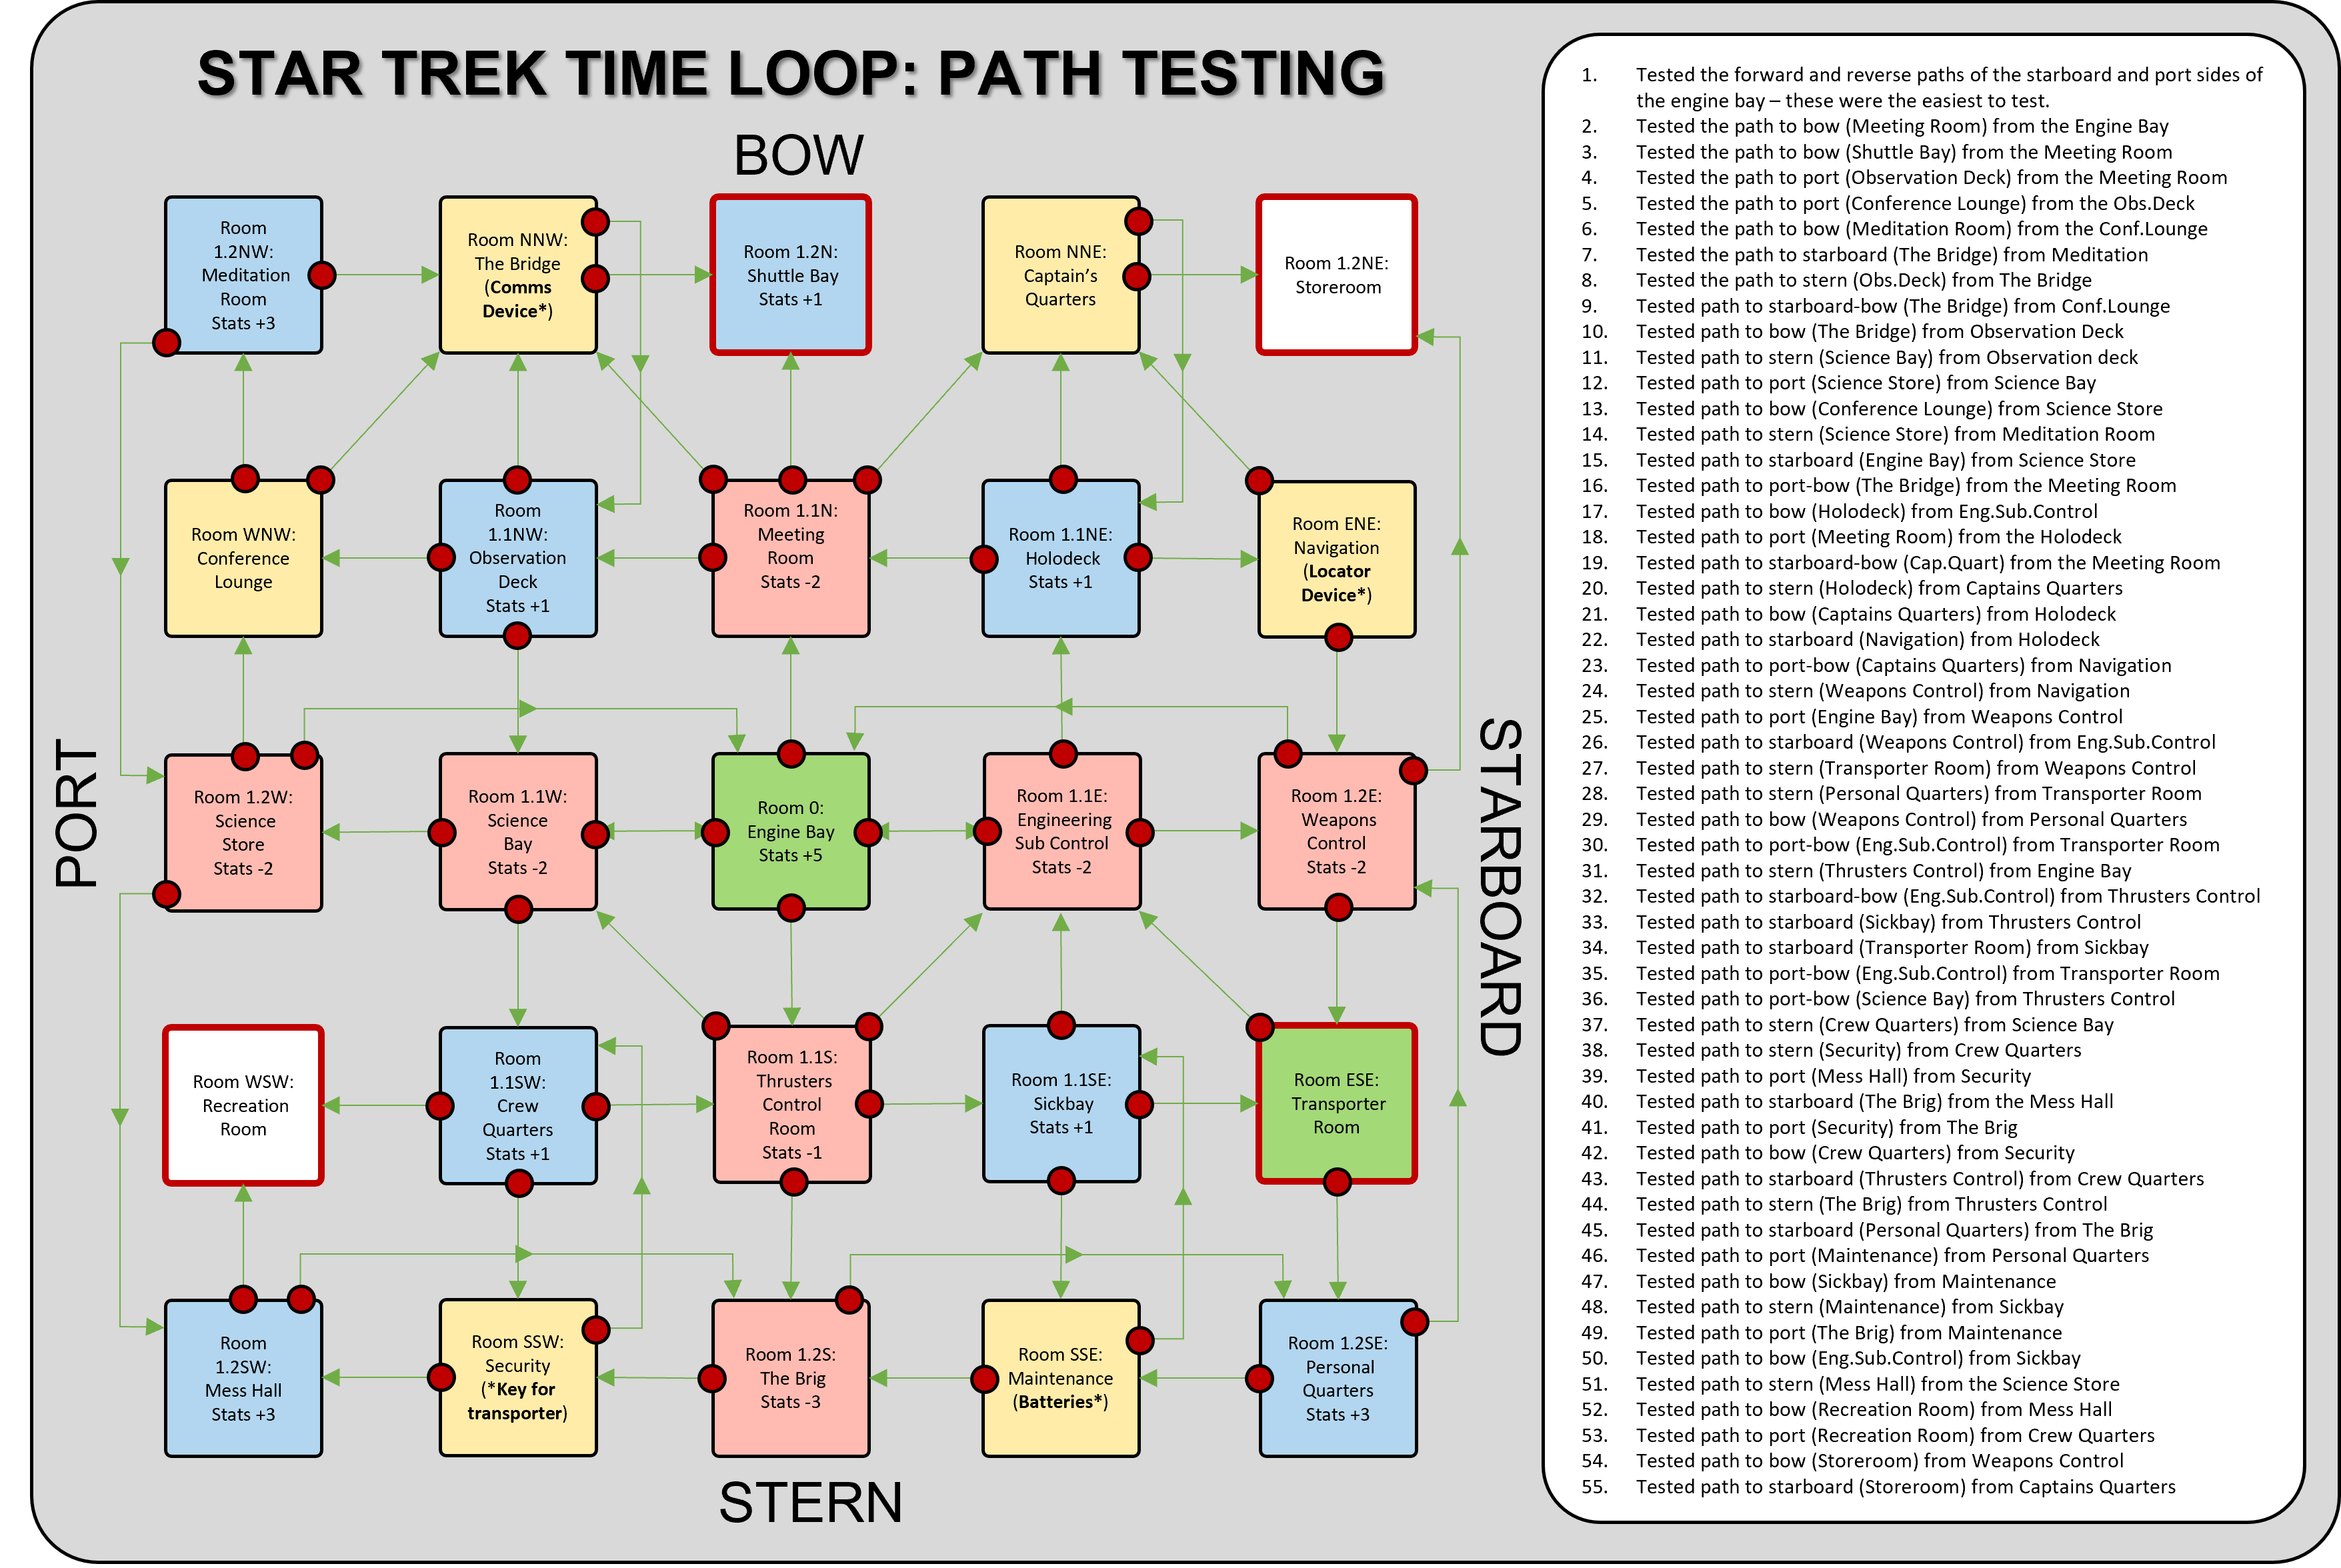 STAR TREK TIME LOOP: PATH TESTING
BOW
Room
1.2NW:
Meditation
Room
Stats +3
Room NNW:
The Bridge
(Comms
Device*)
Room 1.2N:
Shuttle Bay
Stats +1
Room NNE:
Captain’s
Quarters
Room 1.2NE:
Storeroom
Room WNW:
Conference
Lounge
Room
1.1NW:
Observation
Deck
Stats +1
Room 1.1N:
Meeting
Room
Stats -2
Room 1.1NE:
Holodeck
Stats +1
Room ENE:
Navigation
(Locator
Device*)
PORT
Room 1.2W:
Science
Store
Stats -2
Room 1.1W:
Science
Bay
Stats -2
Room 0:
Engine Bay
Stats +5
Room 1.1E:
Engineering
Sub Control
Stats -2
Room 1.2E:
Weapons
Control
Stats -2
STARBOARD
Room WSW:
Recreation
Room
Room
1.1SW:
Crew
Quarters
Stats +1
Room 1.1S:
Thrusters
Control
Room
Stats -1
Room 1.1SE:
Sickbay
Stats +1
Room ESE:
Transporter
Room
Room
1.2SW:
Mess Hall
Stats +3
Room SSW:
Security
(*Key for
transporter)
Room 1.2S:
The Brig
Stats -3
Room SSE:
Maintenance
(Batteries*)
Room 1.2SE:
Personal
Quarters
Stats +3
STERN
1. Tested the forward and reverse paths of the starboard and port sides of
the engine bay – these were the easiest to test.
2. Tested the path to bow (Meeting Room) from the Engine Bay
3. Tested the path to bow (Shuttle Bay) from the Meeting Room
4. Tested the path to port (Observation Deck) from the Meeting Room
5. Tested the path to port (Conference Lounge) from the Obs.Deck
6. Tested the path to bow (Meditation Room) from the Conf.Lounge
7. Tested the path to starboard (The Bridge) from Meditation
8. Tested the path to stern (Obs.Deck) from The Bridge
9. Tested path to starboard-bow (The Bridge) from Conf.Lounge
10. Tested path to bow (The Bridge) from Observation Deck
11. Tested path to stern (Science Bay) from Observation deck
12. Tested path to port (Science Store) from Science Bay
13. Tested path to bow (Conference Lounge) from Science Store
14. Tested path to stern (Science Store) from Meditation Room
15. Tested path to starboard (Engine Bay) from Science Store
16. Tested path to port-bow (The Bridge) from the Meeting Room
17. Tested path to bow (Holodeck) from Eng.Sub.Control
18. Tested path to port (Meeting Room) from the Holodeck
19. Tested path to starboard-bow (Cap.Quart) from the Meeting Room
20. Tested path to stern (Holodeck) from Captains Quarters
21. Tested path to bow (Captains Quarters) from Holodeck
22. Tested path to starboard (Navigation) from Holodeck
23. Tested path to port-bow (Captains Quarters) from Navigation
24. Tested path to stern (Weapons Control) from Navigation
25. Tested path to port (Engine Bay) from Weapons Control
26. Tested path to starboard (Weapons Control) from Eng.Sub.Control
27. Tested path to stern (Transporter Room) from Weapons Control
28. Tested path to stern (Personal Quarters) from Transporter Room
29. Tested path to bow (Weapons Control) from Personal Quarters
30. Tested path to port-bow (Eng.Sub.Control) from Transporter Room
31. Tested path to stern (Thrusters Control) from Engine Bay
32. Tested path to starboard-bow (Eng.Sub.Control) from Thrusters Control
33. Tested path to starboard (Sickbay) from Thrusters Control
34. Tested path to starboard (Transporter Room) from Sickbay
35. Tested path to port-bow (Eng.Sub.Control) from Transporter Room
36. Tested path to port-bow (Science Bay) from Thrusters Control
37. Tested path to stern (Crew Quarters) from Science Bay
38. Tested path to stern (Security) from Crew Quarters
39. Tested path to port (Mess Hall) from Security
40. Tested path to starboard (The Brig) from the Mess Hall
41. Tested path to port (Security) from The Brig
42. Tested path to bow (Crew Quarters) from Security
43. Tested path to starboard (Thrusters Control) from Crew Quarters
44. Tested path to stern (The Brig) from Thrusters Control
45. Tested path to starboard (Personal Quarters) from The Brig
46. Tested path to port (Maintenance) from Personal Quarters
47. Tested path to bow (Sickbay) from Maintenance
48. Tested path to stern (Maintenance) from Sickbay
49. Tested path to port (The Brig) from Maintenance
50. Tested path to bow (Eng.Sub.Control) from Sickbay
51. Tested path to stern (Mess Hall) from the Science Store
52. Tested path to bow (Recreation Room) from Mess Hall
53. Tested path to port (Recreation Room) from Crew Quarters
54. Tested path to bow (Storeroom) from Weapons Control
55. Tested path to starboard (Storeroom) from Captains Quarters